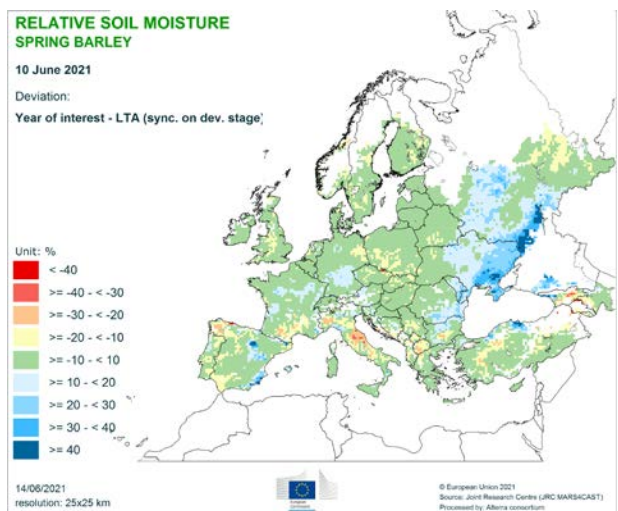 RELATIVE SOIL MOISTURE
SPRING BARLEY
10 June 2021
Deviation:
Year of interest - LTA (sync. on dev. stage)
Unit: %
< -40
>= -40 - < -30
>= -30 - < -20
>= -20 - < -10
>= -10 - < 10
>= 10 - < 20
>= 20 - < 30
>= 30 - < 40
>= 40
14/06/2021
resolution: 25x25 km
European
Commission
© European Union 2021
Source: Joint Research Centre (JRC MARS4CAST)
Processed by: Alterra consortium